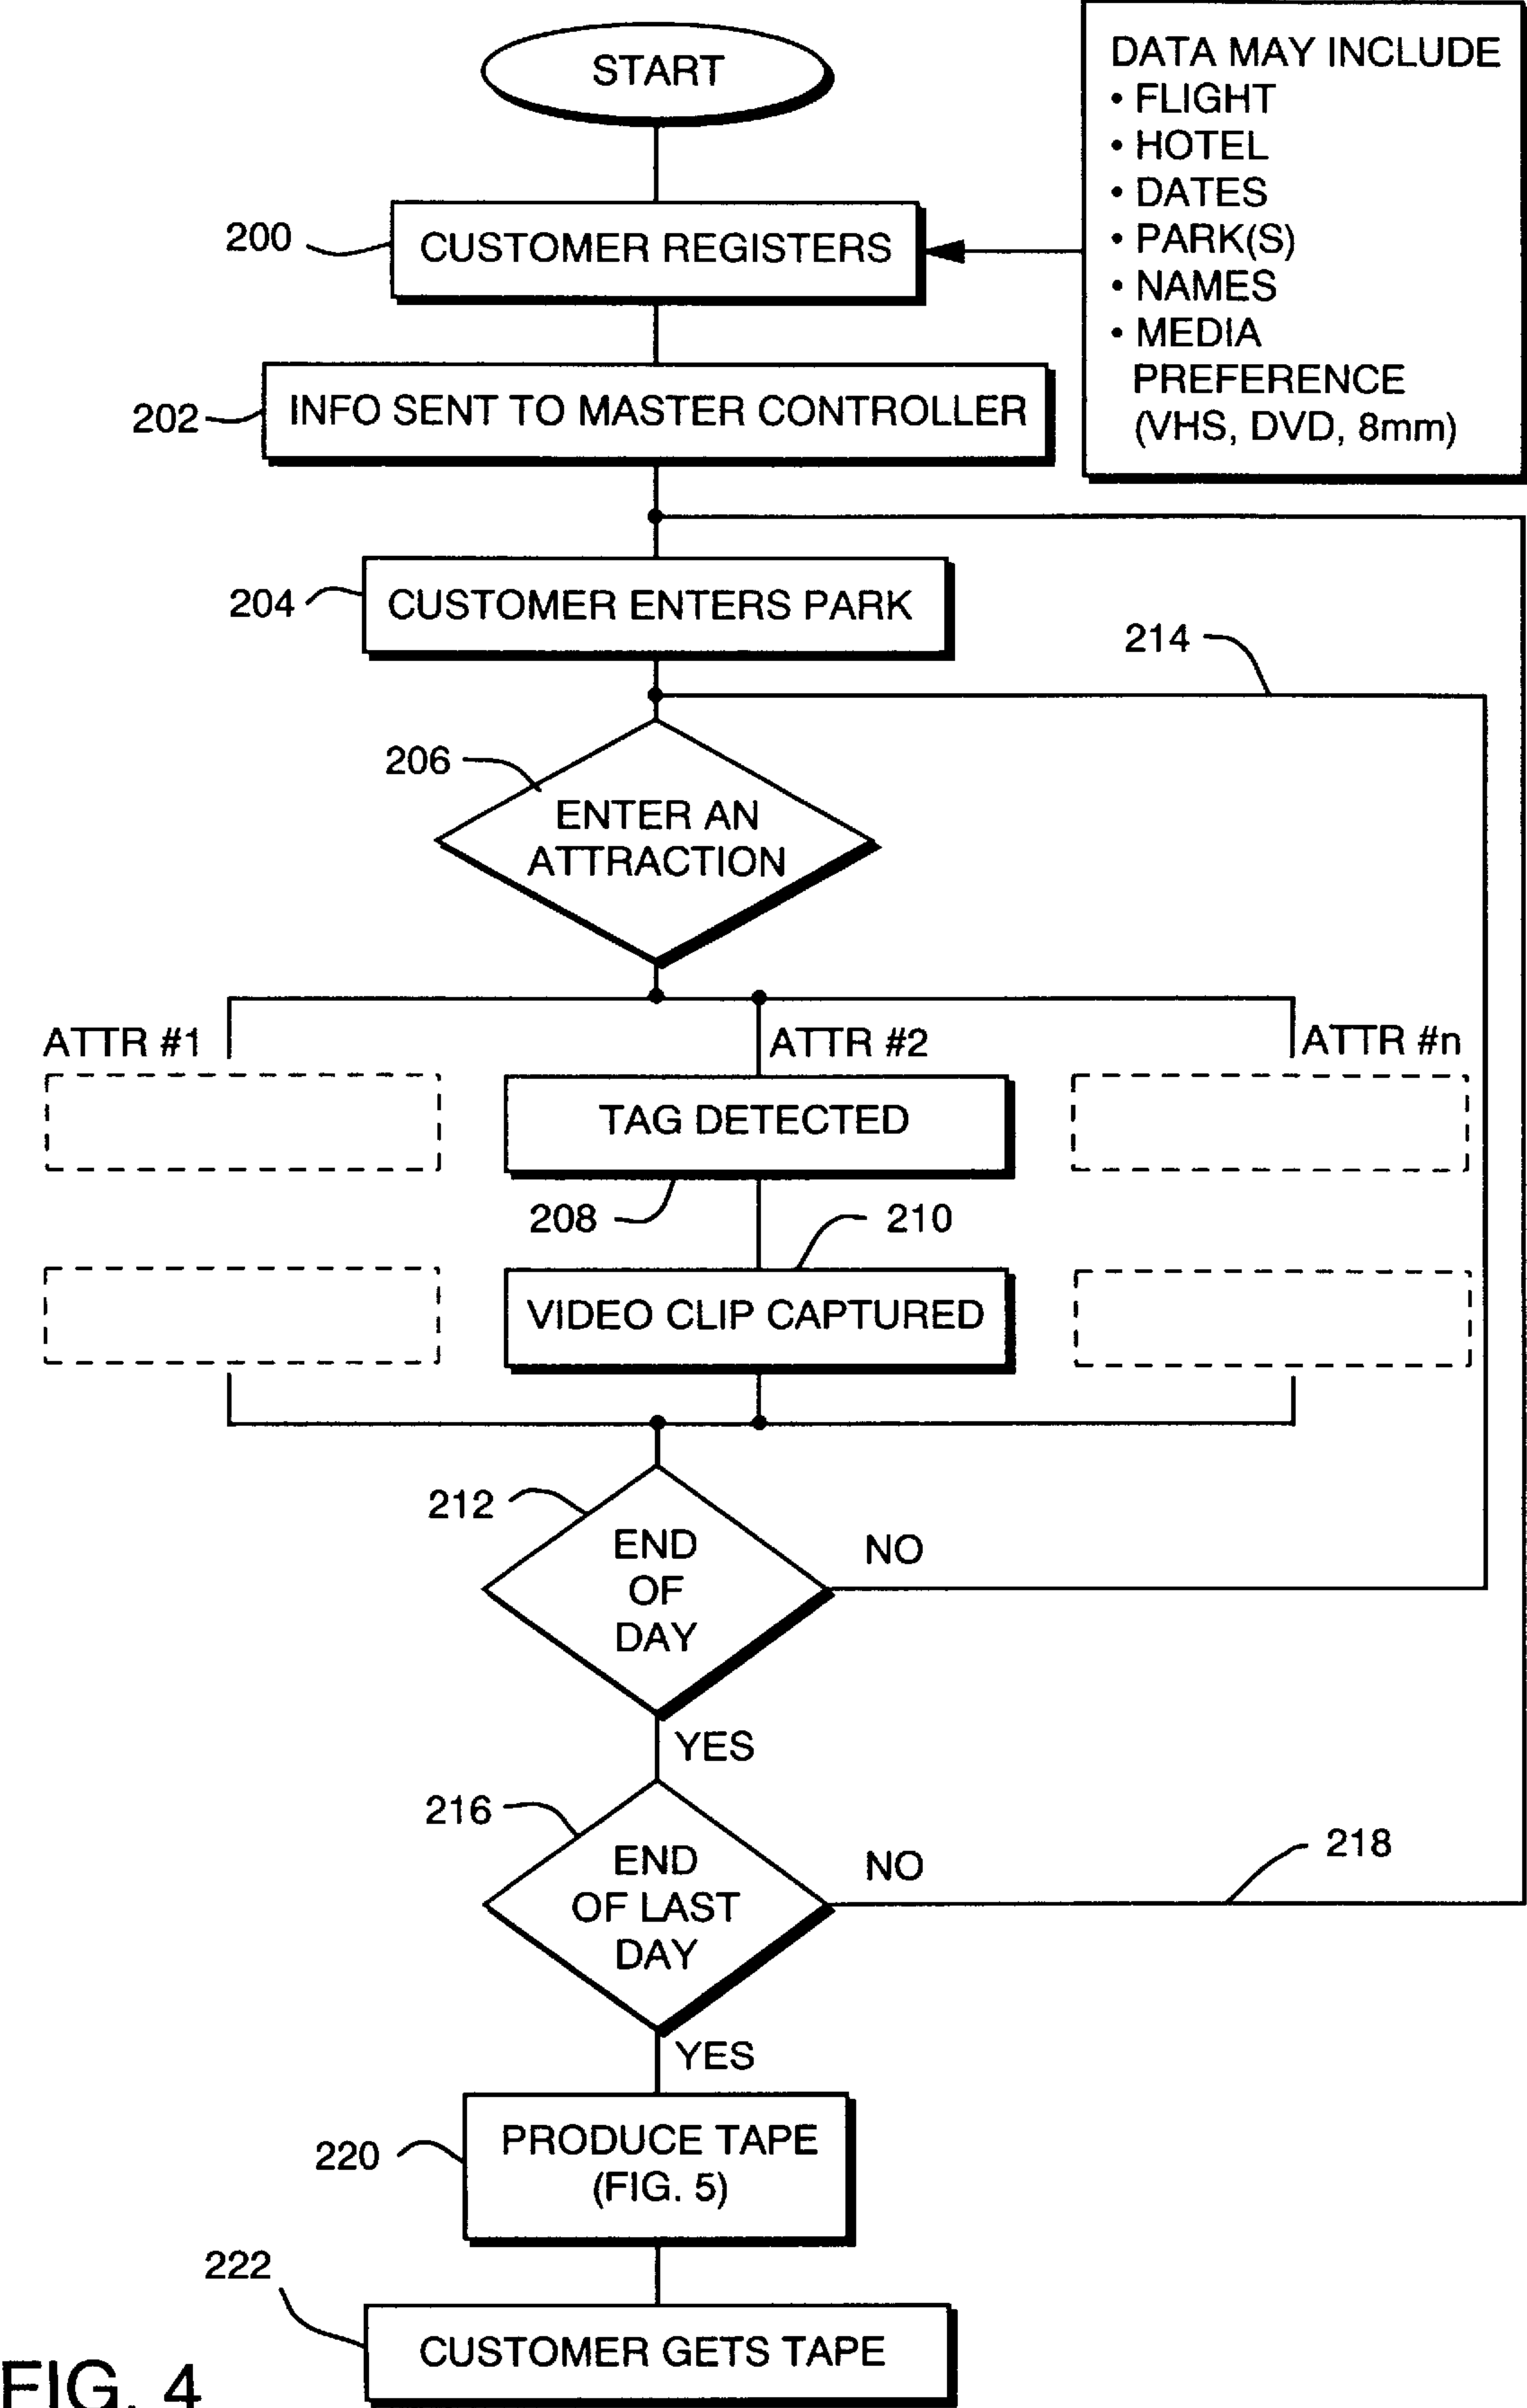 START
DATA MAY INCLUDE
• FLIGHT
• HOTEL
• DATES
• PARK(S)
• NAMES
• MEDIA
PREFERENCE
(VHS, DVD, 8mm)
200
CUSTOMER REGISTERS
202
INFO SENT TO MASTER CONTROLLER
204
CUSTOMER ENTERS PARK
214
206
ENTER AN
ATTRACTION
ATTR #1
ATTR #2
ATTR #n
TAG DETECTED
208
210
VIDEO CLIP CAPTURED
212
END
OF
DAY
NO
YES
216
END
OF LAST
DAY
NO
218
YES
220
PRODUCE TAPE
(FIG. 5)
222
CUSTOMER GETS TAPE
FIG. 4